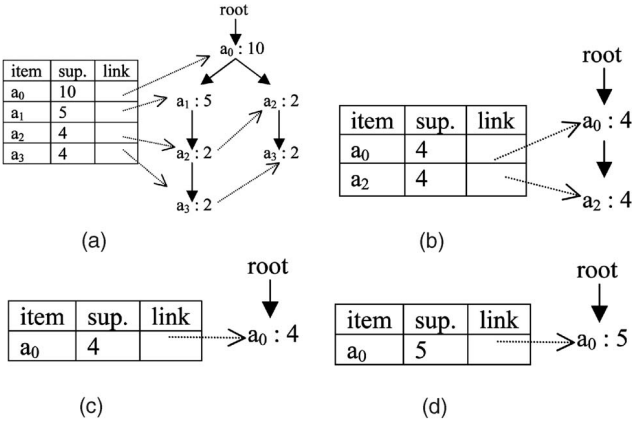 root
a₀ : 10
item sup. link
a₀ 10
a₁ 5
a₂ 4
a₃ 4
a₁ : 5 a₂ : 2
a₂ : 2 a₃ : 2
a₃ : 2
(a)
root
item sup. link
a₀ 4
a₂ 4
a₀ : 4
a₂ : 4
(b)
root
item sup. link
a₀ 4
a₀ : 4
(c)
root
item sup. link
a₀ 5
a₀ : 5
(d)